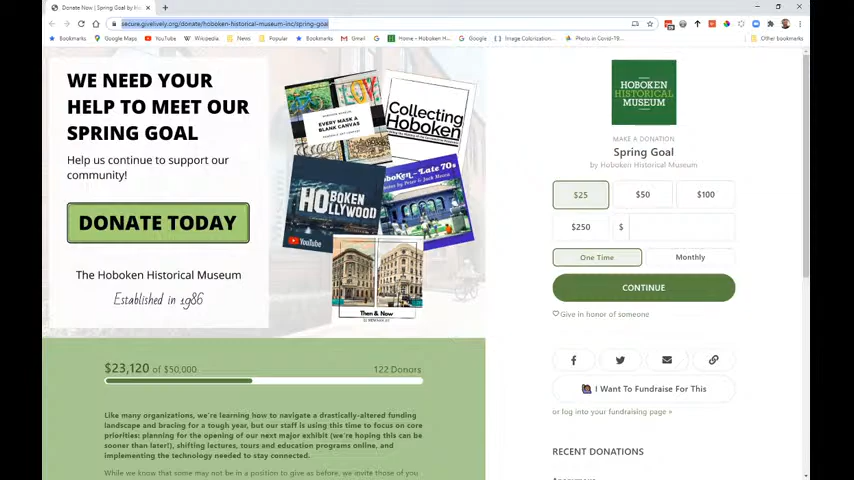 Donate Now | Spring Goal by H
secure.givelively.org/donate/hoboken-historical-museum-inc/spring-goal
Bookmarks
Google Maps
YouTube
Wikipedia
News
Popular
Bookmarks
Gmail
Home - Hoboken H...
Google
Image Colorization...
Photo in Covid-19...
Other bookmarks
WE NEED YOUR
HELP TO MEET OUR
SPRING GOAL
Help us continue to support our
community!
DONATE TODAY
The Hoboken Historical Museum
Established in 1986
LOVE
EVERY MASK A
BLANK CANVAS
Collecting
Hoboken
HOBOKEN
HOLLYWOOD
YouTube
Hoboken - Late 70s
Then & Now
$23,120 of $50,000
122 Donors
Like many organizations, we're learning how to navigate a drastically-altered funding
landscape and bracing for a tough year, but our staff is using this time to focus on core
priorities: planning for the opening of our next major exhibit (we're hoping this can be
sooner than later!), shifting lectures, tours and education programs online, and
implementing the technology needed to stay connected.
While we know that some may not be in a position to give as before, we invite those of you
HOBOKEN
HISTORICAL
MUSEUM
MAKE A DONATION
Spring Goal
by Hoboken Historical Museum
$25
$50
$100
$250
$
One Time
Monthly
CONTINUE
Give in honor of someone
I Want To Fundraise For This
or log into your fundraising page »
RECENT DONATIONS
Anonymous